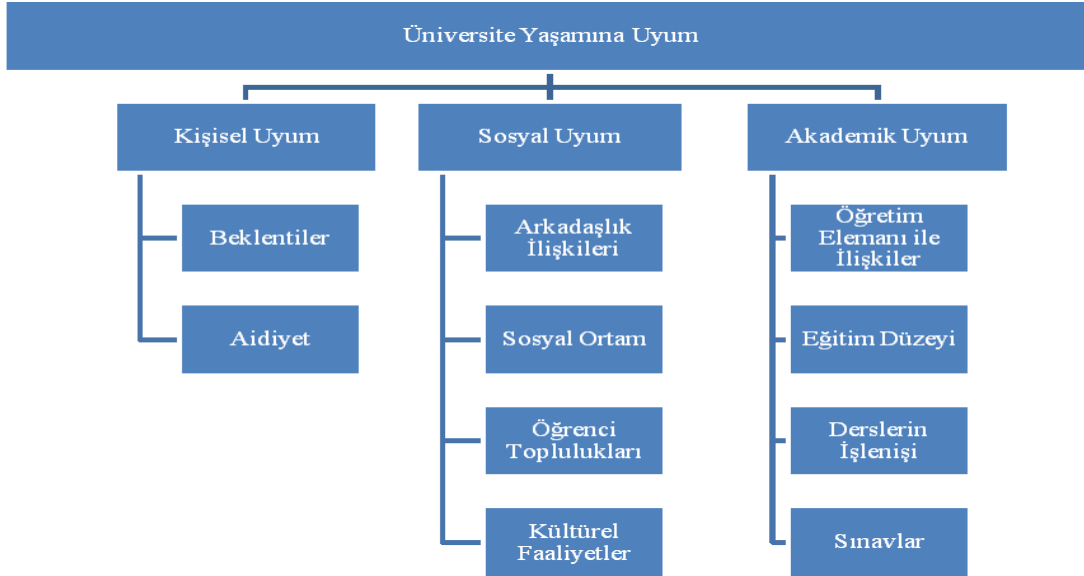 Üniversite Yaşamına Uyum
Kişisel Uyum
Beklentiler
Aidiyet
Sosyal Uyum
Arkadaşlık
İlişkileri
Sosyal Ortam
Öğrenci
Toplulukları
Kültürel
Faaliyetler
Akademik Uyum
Öğretim
Elemanı ile
İlişkiler
Eğitim Düzeyi
Derslerin
İşlenişi
Sınavlar